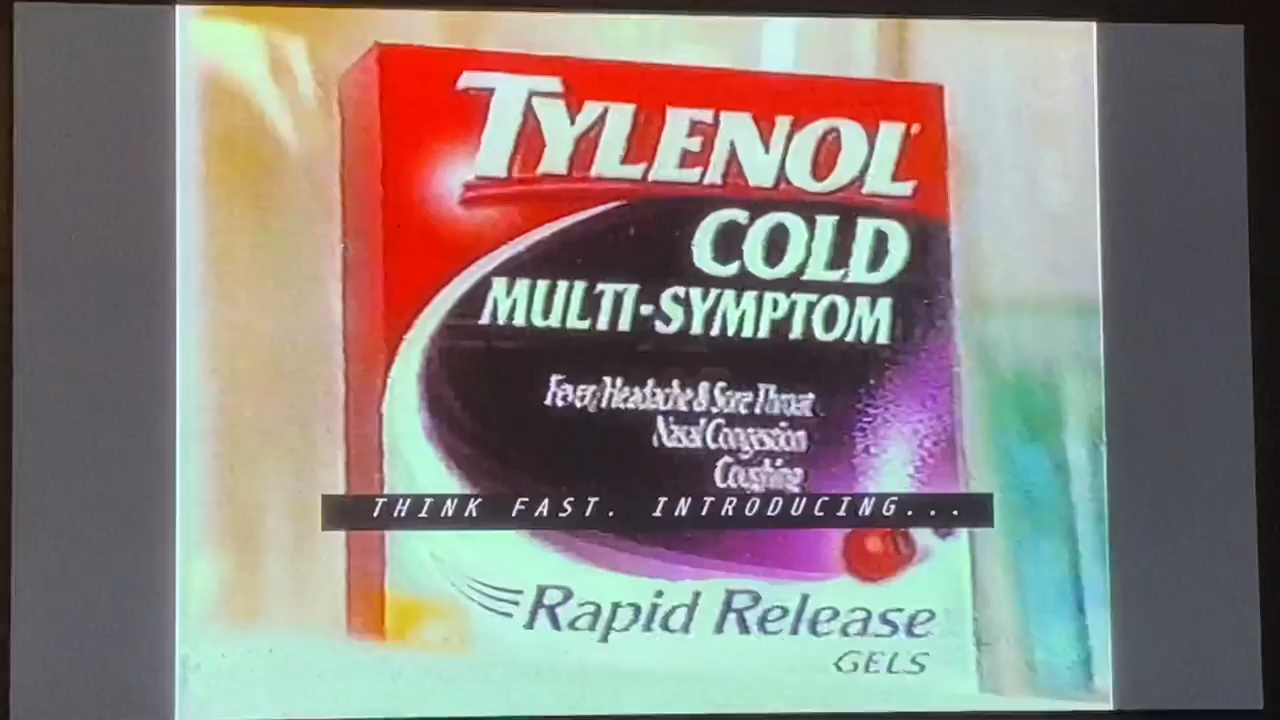 TYLENOL
COLD
MULTI-SYMPTOM
Fever, Headache & Sore Throat
Nasal Congestion
Coughing
THINK FAST. INTRODUCING...
Rapid Release
GELS